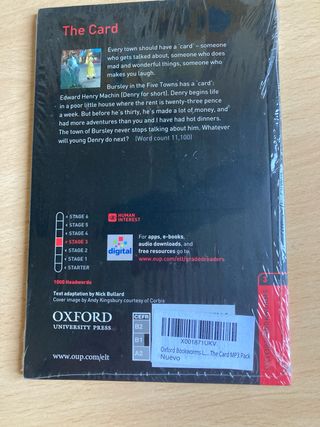 The Card
Every town should have a 'card' – someone
who gets talked about, someone who does
mad and wonderful things, someone who
makes you laugh.
Bursley in the Five Towns has a 'card':
Edward Henry Machin (Denry for short). Denry begins life
in a poor little house where the rent is twenty-three pence
a week. But before he's thirty, he's made a lot of money, and
had more adventures than you and I have had hot dinners.
The town of Bursley never stops talking about him. Whatever
will young Denry do next? (Word count 11,100)
STAGE 6
STAGE 5
STAGE 4
STAGE 3
STAGE 2
STAGE 1
STARTER
HUMAN
INTEREST
digital
For apps, e-books,
audio downloads, and
free resources go to
www.oup.com/elt/gradedreaders
1000 Headwords
Text adaptation by Nick Bullard
Cover image by Andy Kingsbury courtesy of Corbis
OXFORD
UNIVERSITY PRESS
www.oup.com/elt
CEFR
B2
B1
A2
X001871UKV
Oxford Bookworms L... The Card MP3 Pack
Nuevo